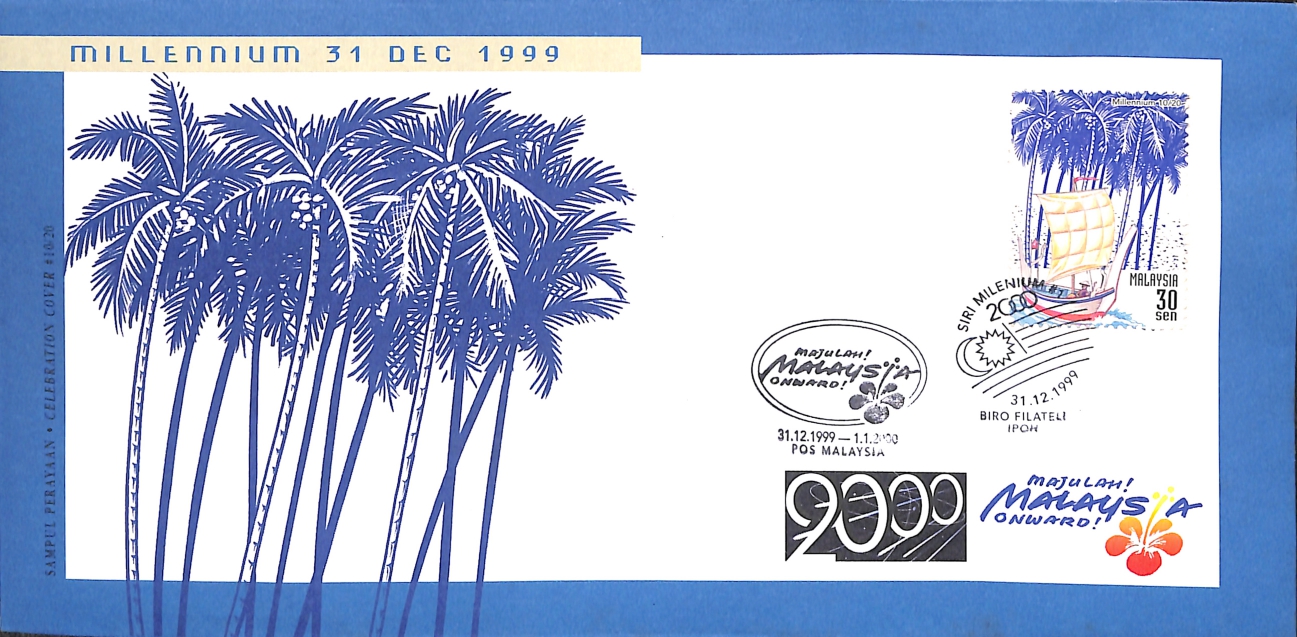 MILLENNIUM 31 DEC 1999
Millennium 10/20
MALAYSIA
30
sen
SIRI MILENIUM #1
2000
31.12.1999
BIRO FILATELI
IPOH
MAJULAH!
MALAYSIA
ONWARD!
31.12.1999 — 1.1.2000
POS MALAYSIA
2000
MAJULAH!
MALAYSIA
ONWARD!
SAMPUL PERAYAAN • CELEBRATION COVER #10/20